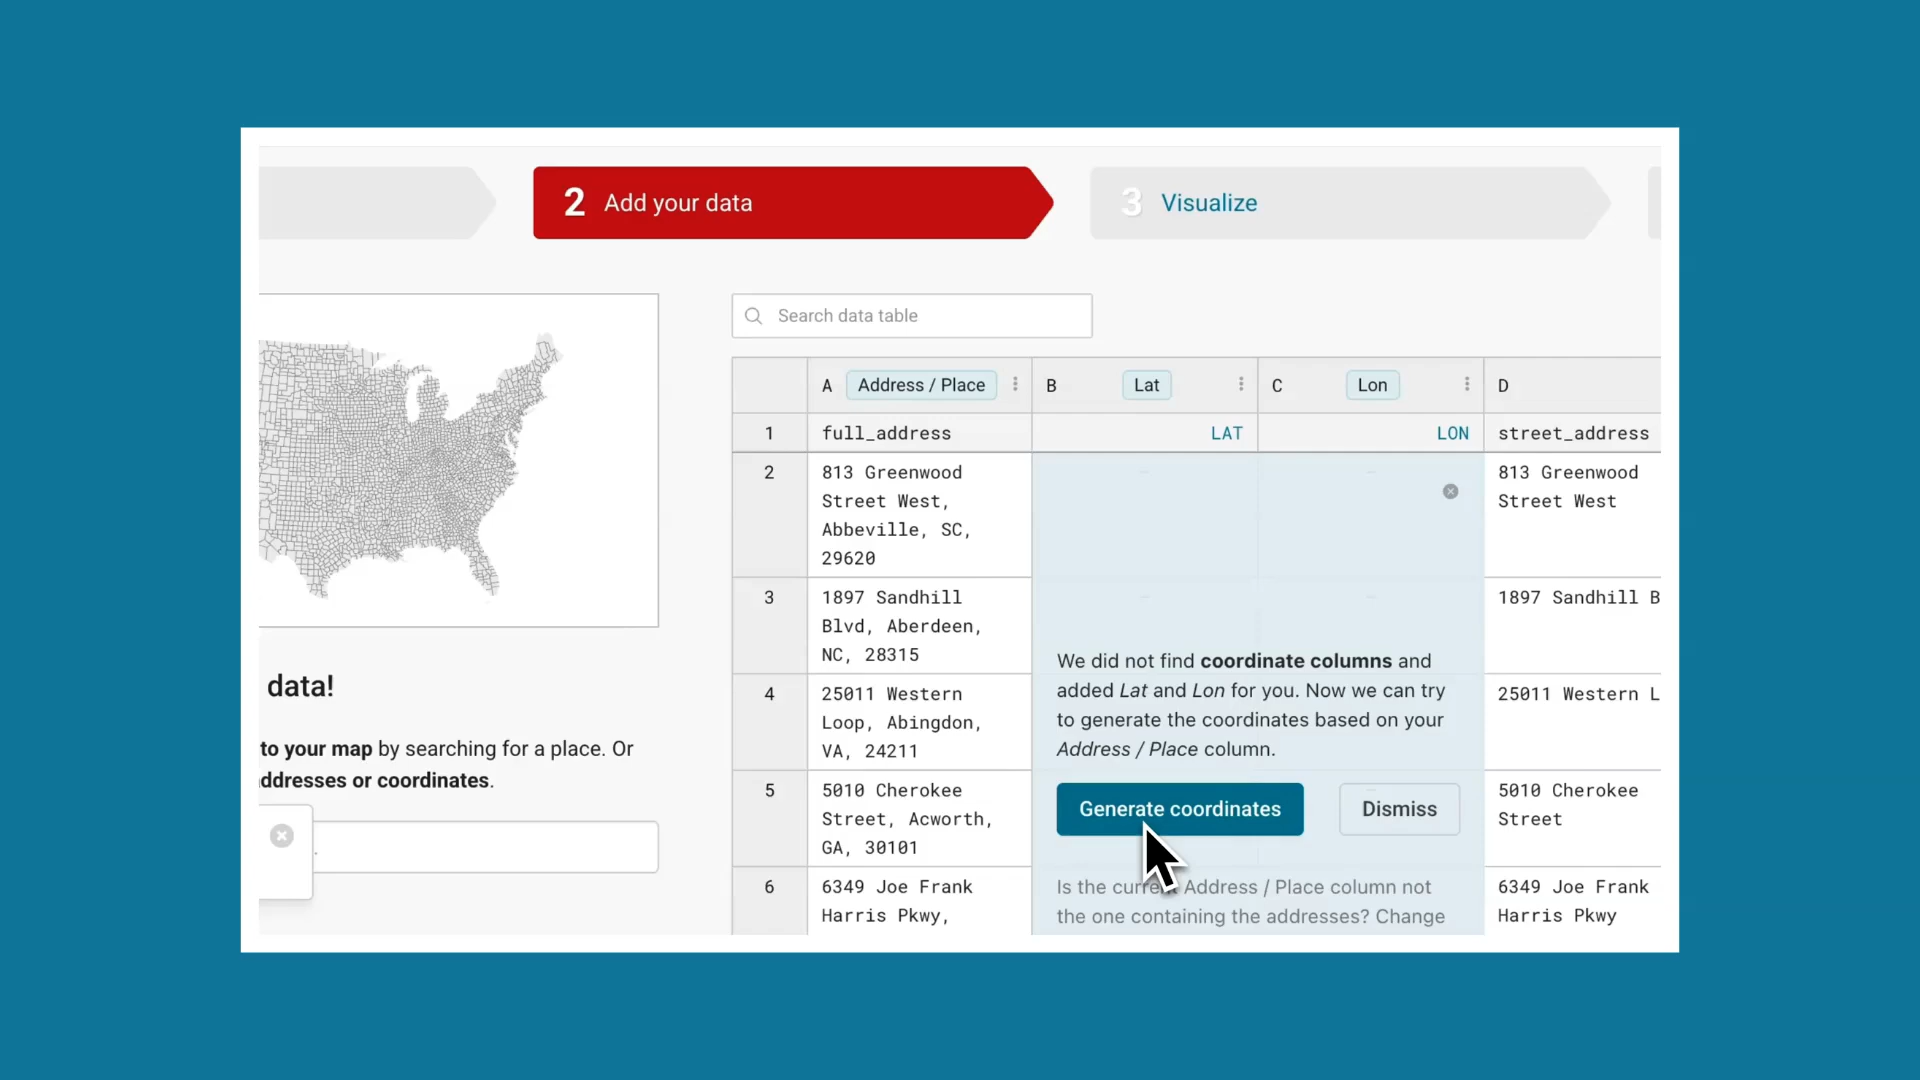 2 Add your data
3 Visualize
data!
to your map by searching for a place. Or
ddresses or coordinates.
.
Search data table
A Address / Place B Lat C Lon D
1 full_address LAT LON street_address
2 813 Greenwood
Street West,
Abbeville, SC,
29620
813 Greenwood
Street West
3 1897 Sandhill
Blvd, Aberdeen,
NC, 28315
1897 Sandhill B
4 25011 Western
Loop, Abingdon,
VA, 24211
25011 Western L
5 5010 Cherokee
Street, Acworth,
GA, 30101
5010 Cherokee
Street
6 6349 Joe Frank
Harris Pkwy,
6349 Joe Frank
Harris Pkwy
We did not find coordinate columns and
added Lat and Lon for you. Now we can try
to generate the coordinates based on your
Address / Place column.
Generate coordinates
Dismiss
Is the current Address / Place column not
the one containing the addresses? Change